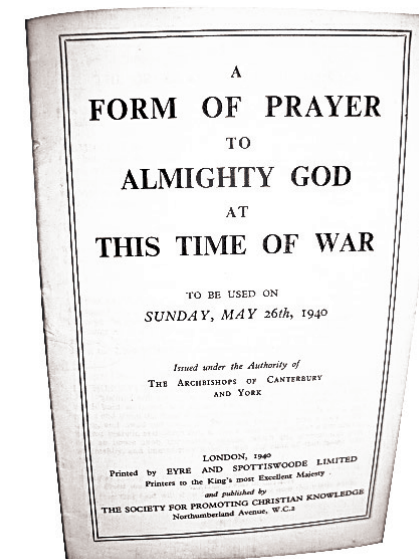 A
FORM OF PRAYER
TO
ALMIGHTY GOD
AT
THIS TIME OF WAR
TO BE USED ON
SUNDAY, MAY 26th, 1940
Issued under the Authority of
THE ARCHBISHOPS OF CANTERBURY
AND YORK
LONDON, 1940
Printed by EYRE AND SPOTTISWOODE LIMITED
Printers to the King's most Excellent Majesty
and published by
THE SOCIETY FOR PROMOTING CHRISTIAN KNOWLEDGE
Northumberland Avenue, W.C.2